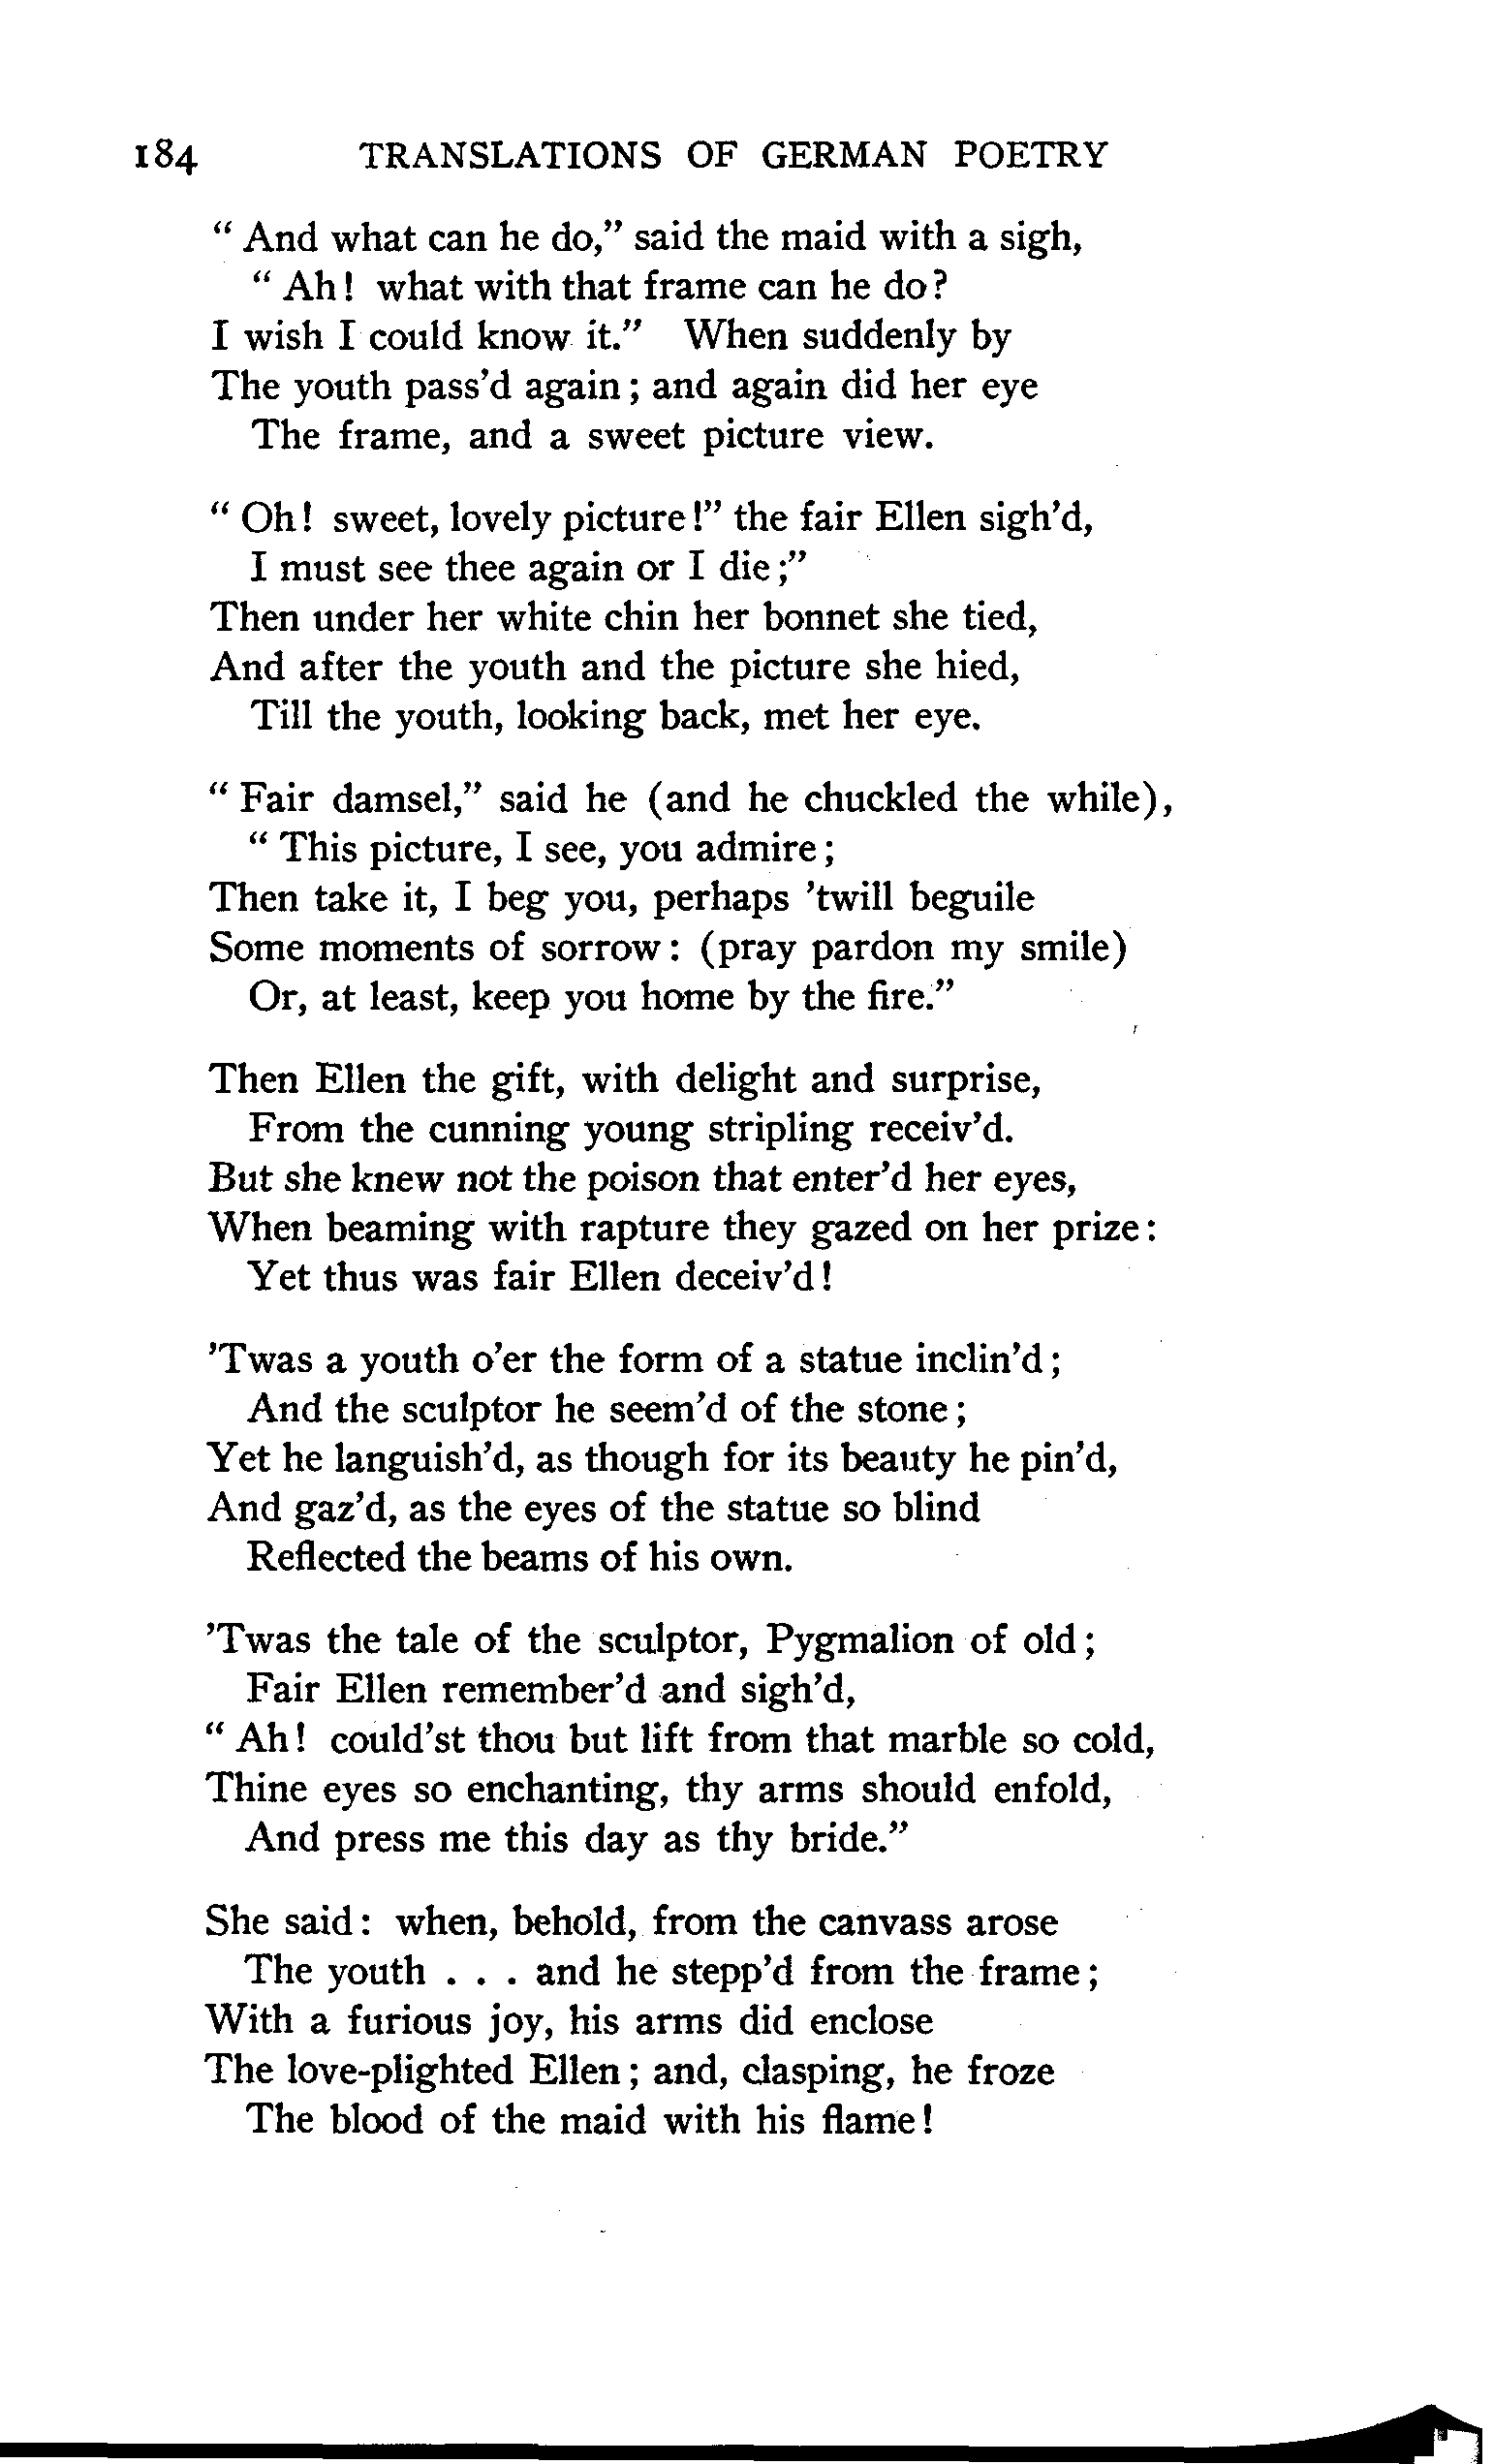 184 TRANSLATIONS OF GERMAN POETRY
“ And what can he do,” said the maid with a sigh,
“ Ah! what with that frame can he do?
I wish I could know it.” When suddenly by
The youth pass’d again; and again did her eye
The frame, and a sweet picture view.
“ Oh! sweet, lovely picture!” the fair Ellen sigh’d,
I must see thee again or I die;”
Then under her white chin her bonnet she tied,
And after the youth and the picture she hied,
Till the youth, looking back, met her eye.
“ Fair damsel,” said he (and he chuckled the while),
“ This picture, I see, you admire;
Then take it, I beg you, perhaps ’twill beguile
Some moments of sorrow: (pray pardon my smile)
Or, at least, keep you home by the fire.”
Then Ellen the gift, with delight and surprise,
From the cunning young stripling receiv’d.
But she knew not the poison that enter’d her eyes,
When beaming with rapture they gazed on her prize:
Yet thus was fair Ellen deceiv’d!
’Twas a youth o’er the form of a statue inclin’d;
And the sculptor he seem’d of the stone;
Yet he languish’d, as though for its beauty he pin’d,
And gaz’d, as the eyes of the statue so blind
Reflected the beams of his own.
’Twas the tale of the sculptor, Pygmalion of old;
Fair Ellen remember’d and sigh’d,
“ Ah! could’st thou but lift from that marble so cold,
Thine eyes so enchanting, thy arms should enfold,
And press me this day as thy bride.”
She said: when, behold, from the canvass arose
The youth . . . and he stepp’d from the frame;
With a furious joy, his arms did enclose
The love-plighted Ellen; and, clasping, he froze
The blood of the maid with his flame!